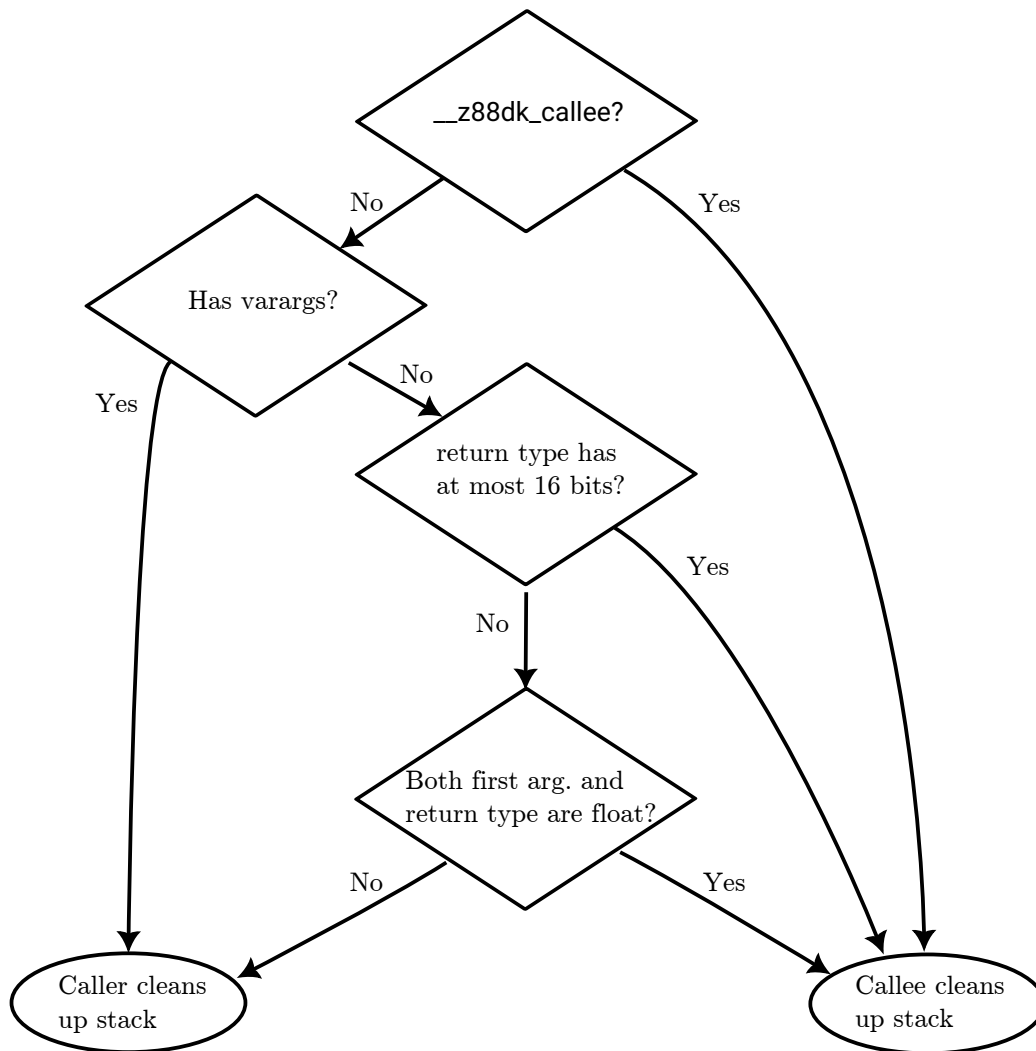 __z88dk_callee?
No
Yes
Has varargs?
Yes
No
return type has
at most 16 bits?
Yes
No
Both first arg. and
return type are float?
No
Yes
Caller cleans
up stack
Callee cleans
up stack